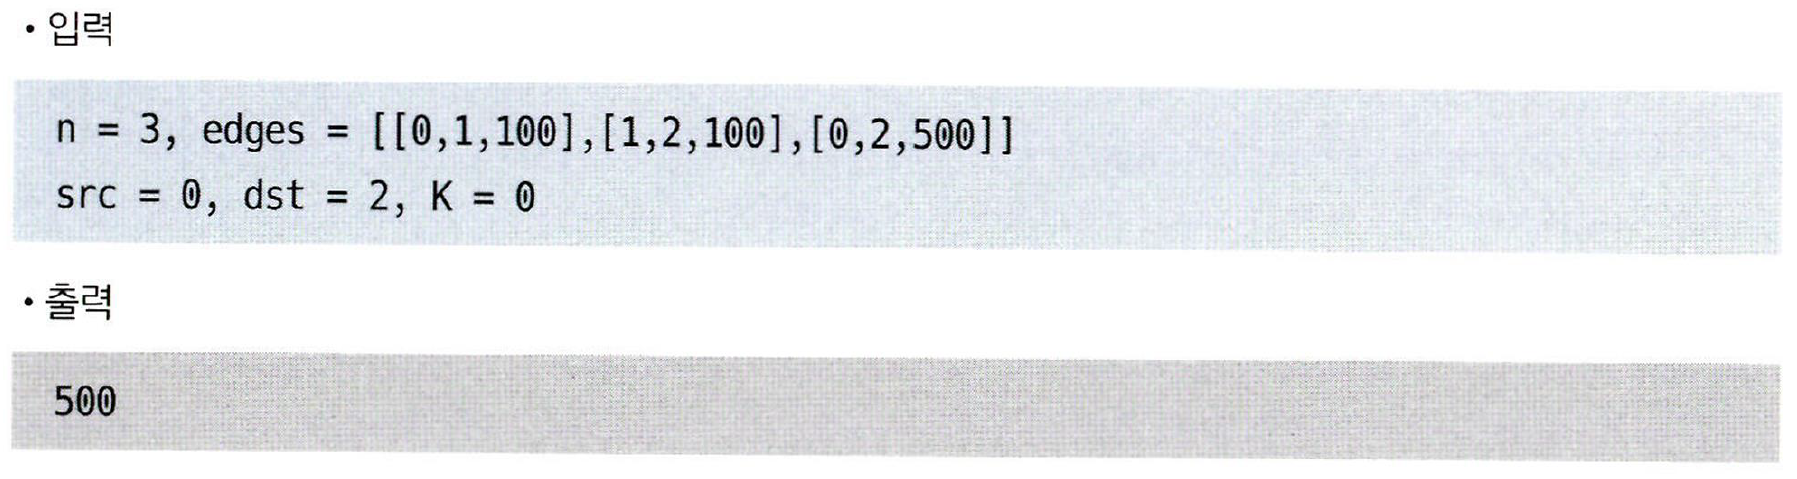 • 입력
n = 3, edges = [[0,1,100],[1,2,100],[0,2,500]]
src = 0, dst = 2, K = 0
• 출력
500